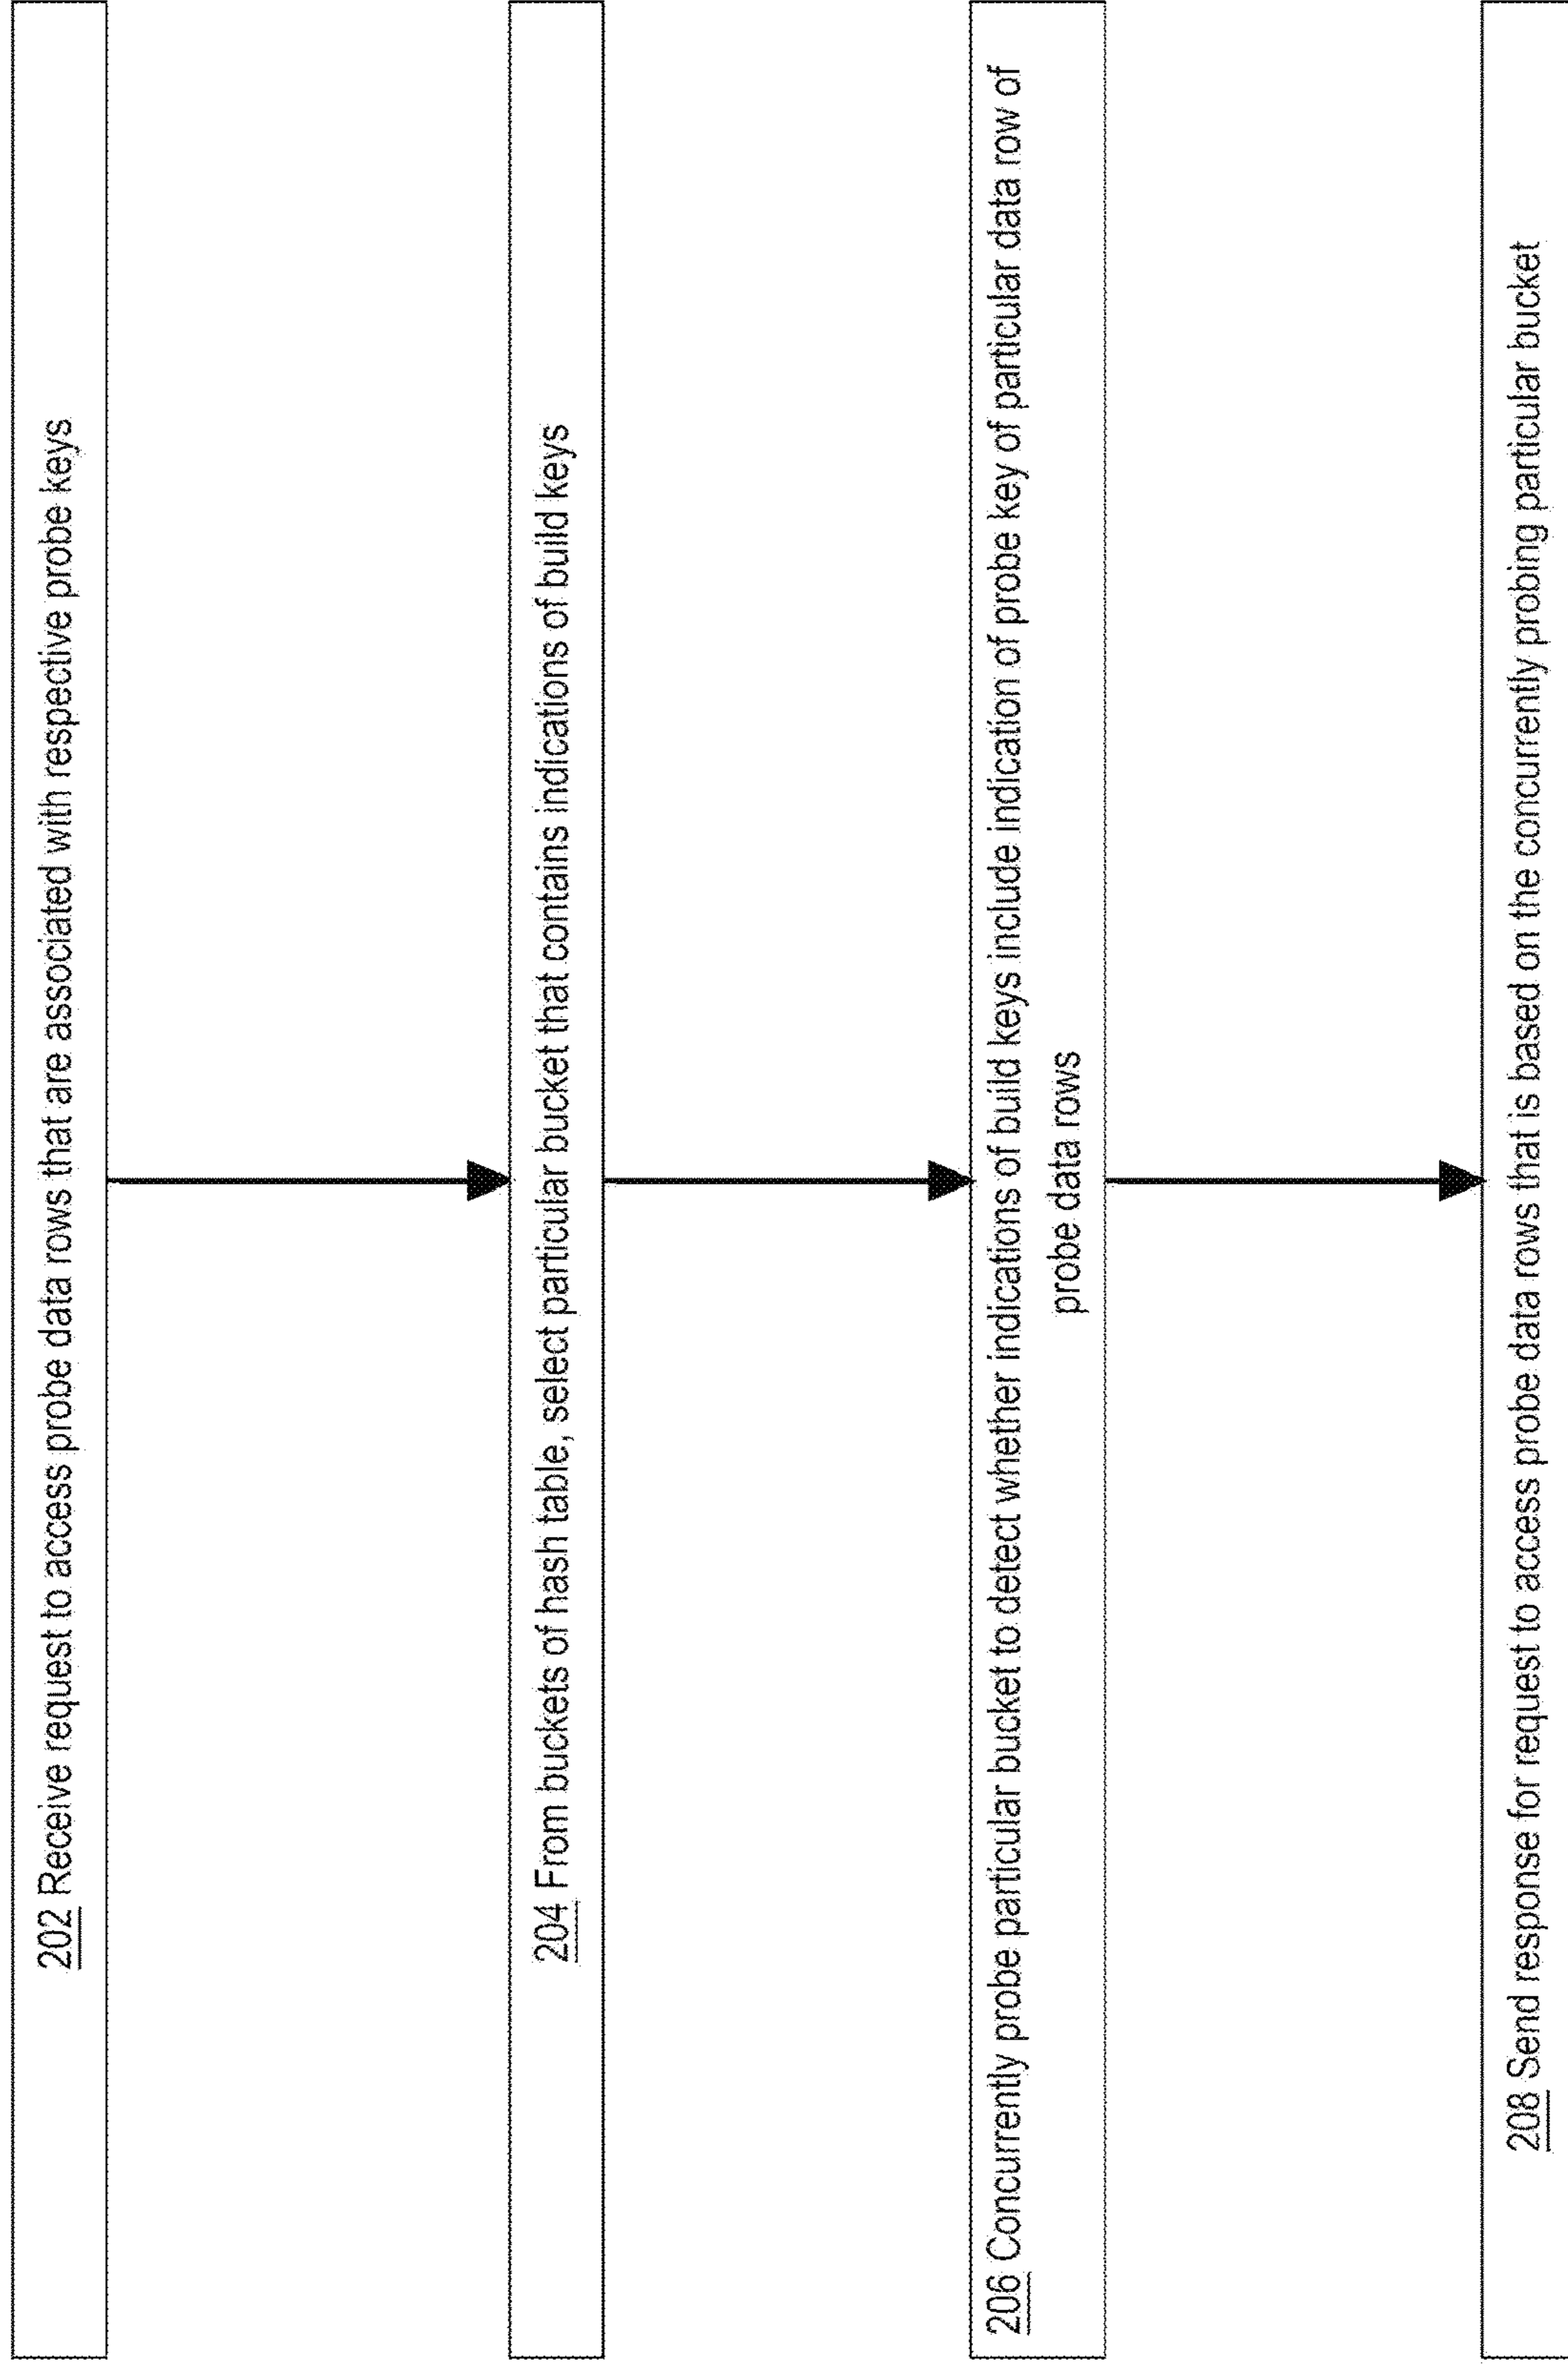 202 Receive request to access probe data rows that are associated with respective probe keys
204 From buckets of hash table, select particular bucket that contains indications of build keys
206 Concurrently probe particular bucket to detect whether indications of build keys include indication of probe key of particular data row of
probe data rows
208 Send response for request to access probe data rows that is based on the concurrently probing particular bucket